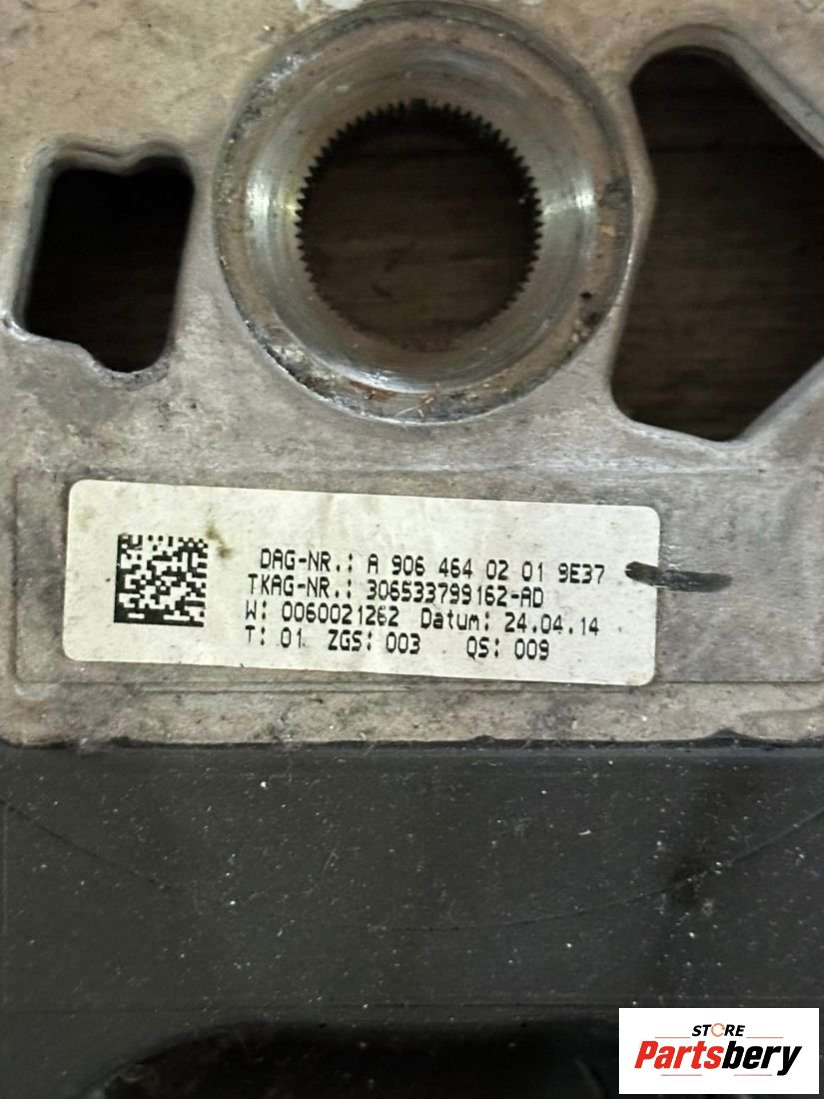 DAG-NR.: A 906 464 02 01 9E37
TKAG-NR.: 306533799162-AD
W: 0060021262 Datum: 24.04.14
T: 01 ZGS: 003 QS: 009
STORE
Partsbery